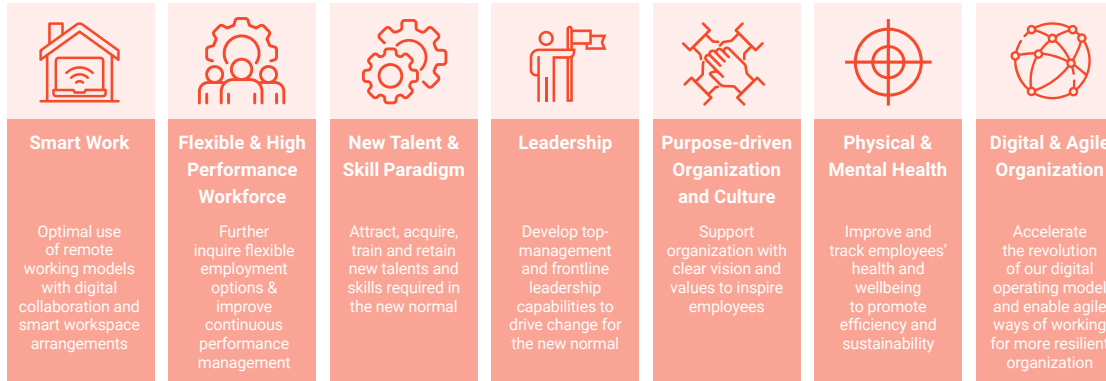 Smart Work
Optimal use
of remote
working models
with digital
collaboration and
smart workspace
arrangements
Flexible & High
Performance
Workforce
Further
inquire flexible
employment
options &
improve
continuous
performance
management
New Talent &
Skill Paradigm
Attract, acquire,
train and retain
new talents and
skills required in
the new normal
Leadership
Develop top-
management
and frontline
leadership
capabilities to
drive change for
the new normal
Purpose-driven
Organization
and Culture
Support
organization with
clear vision and
values to inspire
employees
Physical &
Mental Health
Improve and
track employees’
health and
wellbeing
to promote
efficiency and
sustainability
Digital & Agile
Organization
Accelerate
the revolution
of our digital
operating model
and enable agile
ways of working
for more resilient
organization